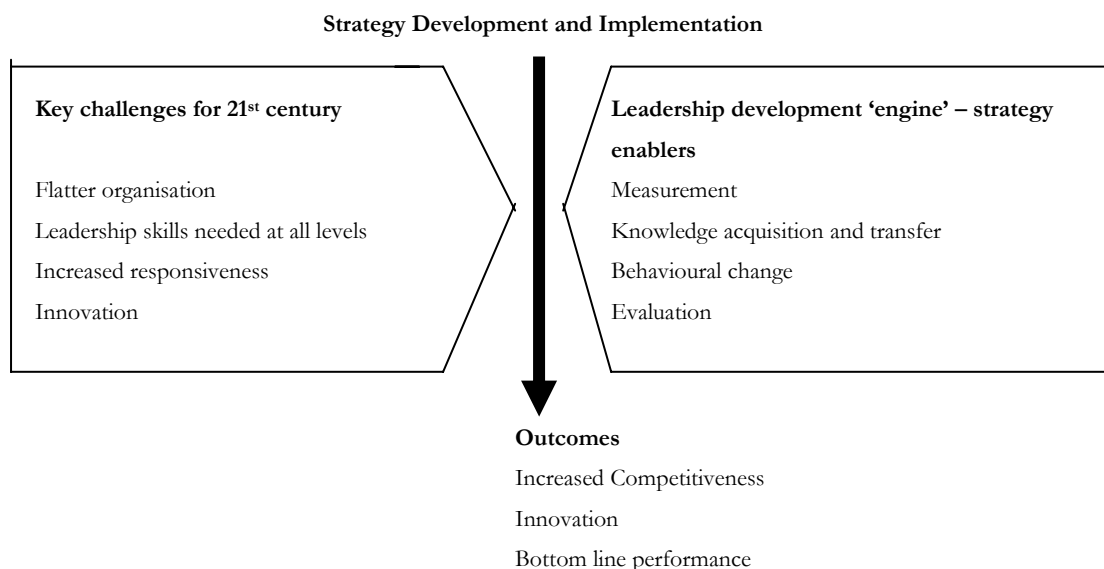 Strategy Development and Implementation
Key challenges for 21st century
Flatter organisation
Leadership skills needed at all levels
Increased responsiveness
Innovation
Leadership development ‘engine’ – strategy
enablers
Measurement
Knowledge acquisition and transfer
Behavioural change
Evaluation
Outcomes
Increased Competitiveness
Innovation
Bottom line performance